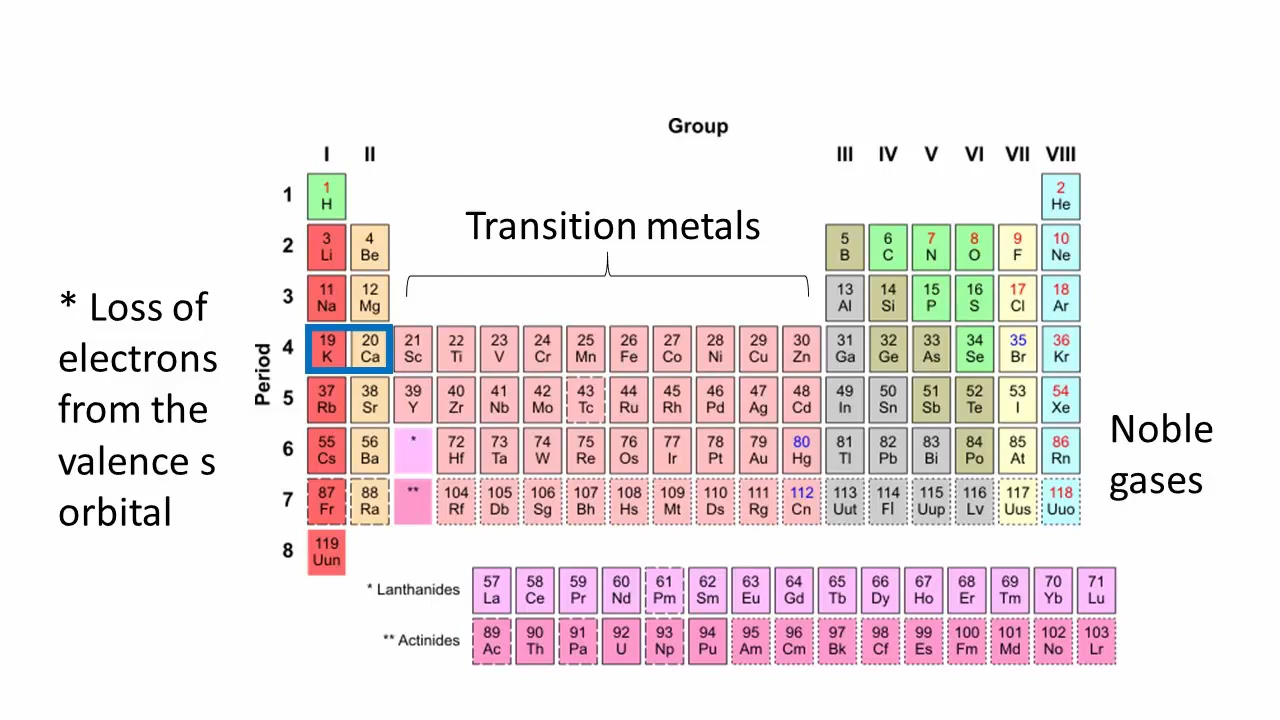 Group
I II III IV V VI VII VIII
1 1 H 2 He
Transition metals
2 3 Li 4 Be 5 B 6 C 7 N 8 O 9 F 10 Ne
3 11 Na 12 Mg 13 Al 14 Si 15 P 16 S 17 Cl 18 Ar
* Loss of
electrons
from the
valence s
orbital
Period
4 19 K 20 Ca 21 Sc 22 Ti 23 V 24 Cr 25 Mn 26 Fe 27 Co 28 Ni 29 Cu 30 Zn 31 Ga 32 Ge 33 As 34 Se 35 Br 36 Kr
5 37 Rb 38 Sr 39 Y 40 Zr 41 Nb 42 Mo 43 Tc 44 Ru 45 Rh 46 Pd 47 Ag 48 Cd 49 In 50 Sn 51 Sb 52 Te 53 I 54 Xe
6 55 Cs 56 Ba * 72 Hf 73 Ta 74 W 75 Re 76 Os 77 Ir 78 Pt 79 Au 80 Hg 81 Tl 82 Pb 83 Bi 84 Po 85 At 86 Rn
7 87 Fr 88 Ra ** 104 Rf 105 Db 106 Sg 107 Bh 108 Hs 109 Mt 110 Ds 111 Rg 112 Cn 113 Uut 114 Fl 115 Uup 116 Lv 117 Uus 118 Uuo
Noble
gases
8 119 Uun
* Lanthanides 57 La 58 Ce 59 Pr 60 Nd 61 Pm 62 Sm 63 Eu 64 Gd 65 Tb 66 Dy 67 Ho 68 Er 69 Tm 70 Yb 71 Lu
** Actinides 89 Ac 90 Th 91 Pa 92 U 93 Np 94 Pu 95 Am 96 Cm 97 Bk 98 Cf 99 Es 100 Fm 101 Md 102 No 103 Lr